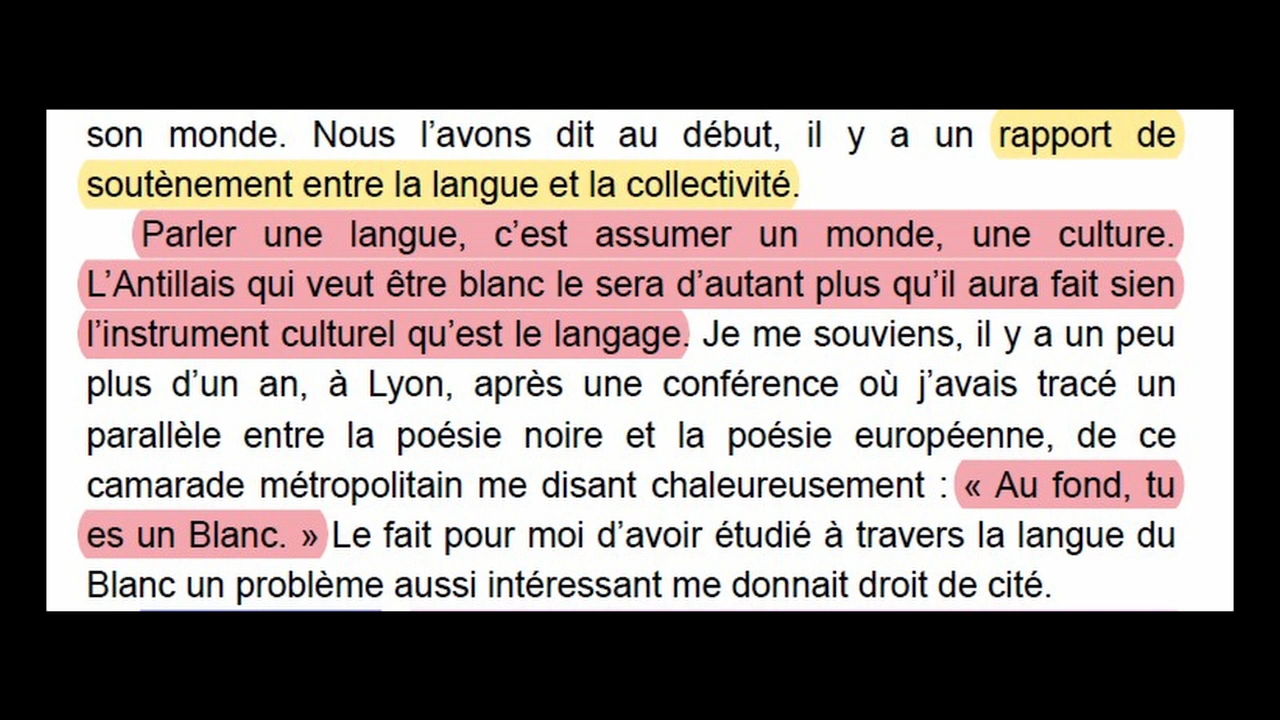 son monde. Nous l’avons dit au début, il y a un rapport de
soutènement entre la langue et la collectivité.
Parler une langue, c’est assumer un monde, une culture.
L’Antillais qui veut être blanc le sera d’autant plus qu’il aura fait sien
l’instrument culturel qu’est le langage. Je me souviens, il y a un peu
plus d’un an, à Lyon, après une conférence où j’avais tracé un
parallèle entre la poésie noire et la poésie européenne, de ce
camarade métropolitain me disant chaleureusement : « Au fond, tu
es un Blanc. » Le fait pour moi d’avoir étudié à travers la langue du
Blanc un problème aussi intéressant me donnait droit de cité.